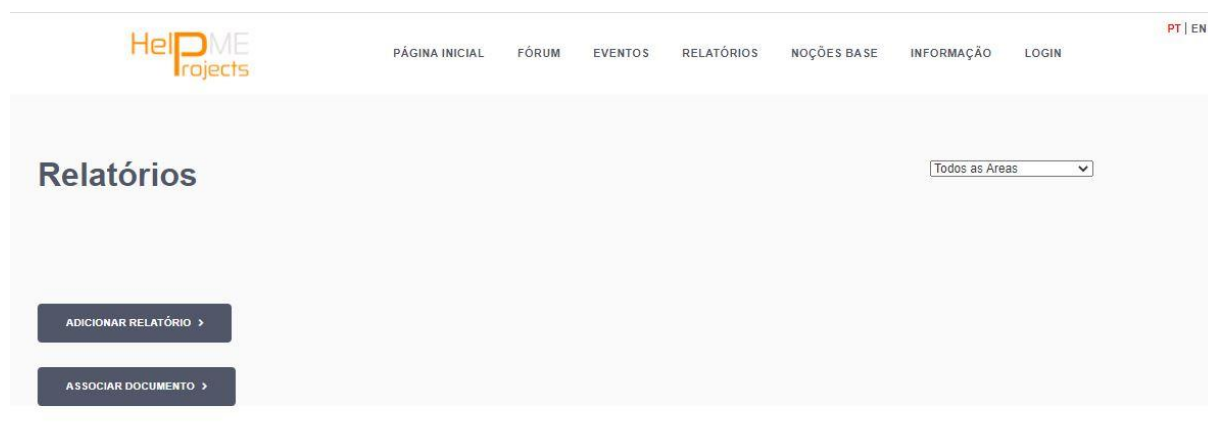 PT | EN
HelpME
Projects
PÁGINA INICIAL FÓRUM EVENTOS RELATÓRIOS NOÇÕES BASE INFORMAÇÃO LOGIN
Relatórios
Todos as Areas
ADICIONAR RELATÓRIO >
ASSOCIAR DOCUMENTO >